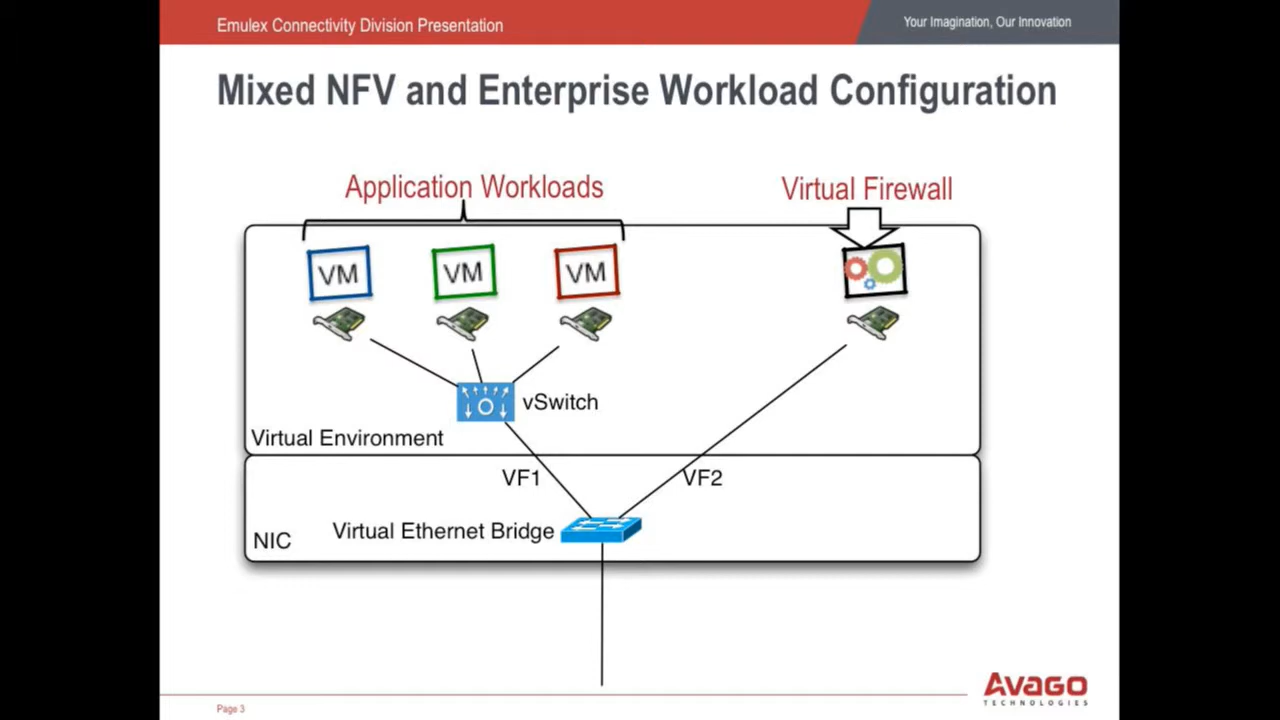 Emulex Connectivity Division Presentation
Your Imagination, Our Innovation
Mixed NFV and Enterprise Workload Configuration
Application Workloads
Virtual Firewall
VM
VM
VM
vSwitch
Virtual Environment
VF1
VF2
Virtual Ethernet Bridge
NIC
AVAGO
TECHNOLOGIES
Page 3